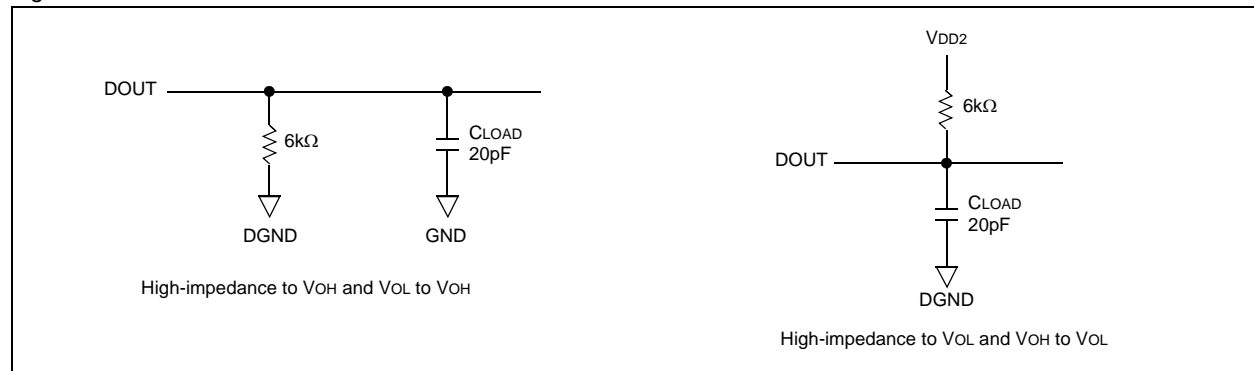 DOUT
6kΩ
CLOAD
20pF
DGND
GND
High-impedance to VOH and VOL to VOH
VDD2
6kΩ
DOUT
CLOAD
20pF
DGND
High-impedance to VOL and VOH to VOL